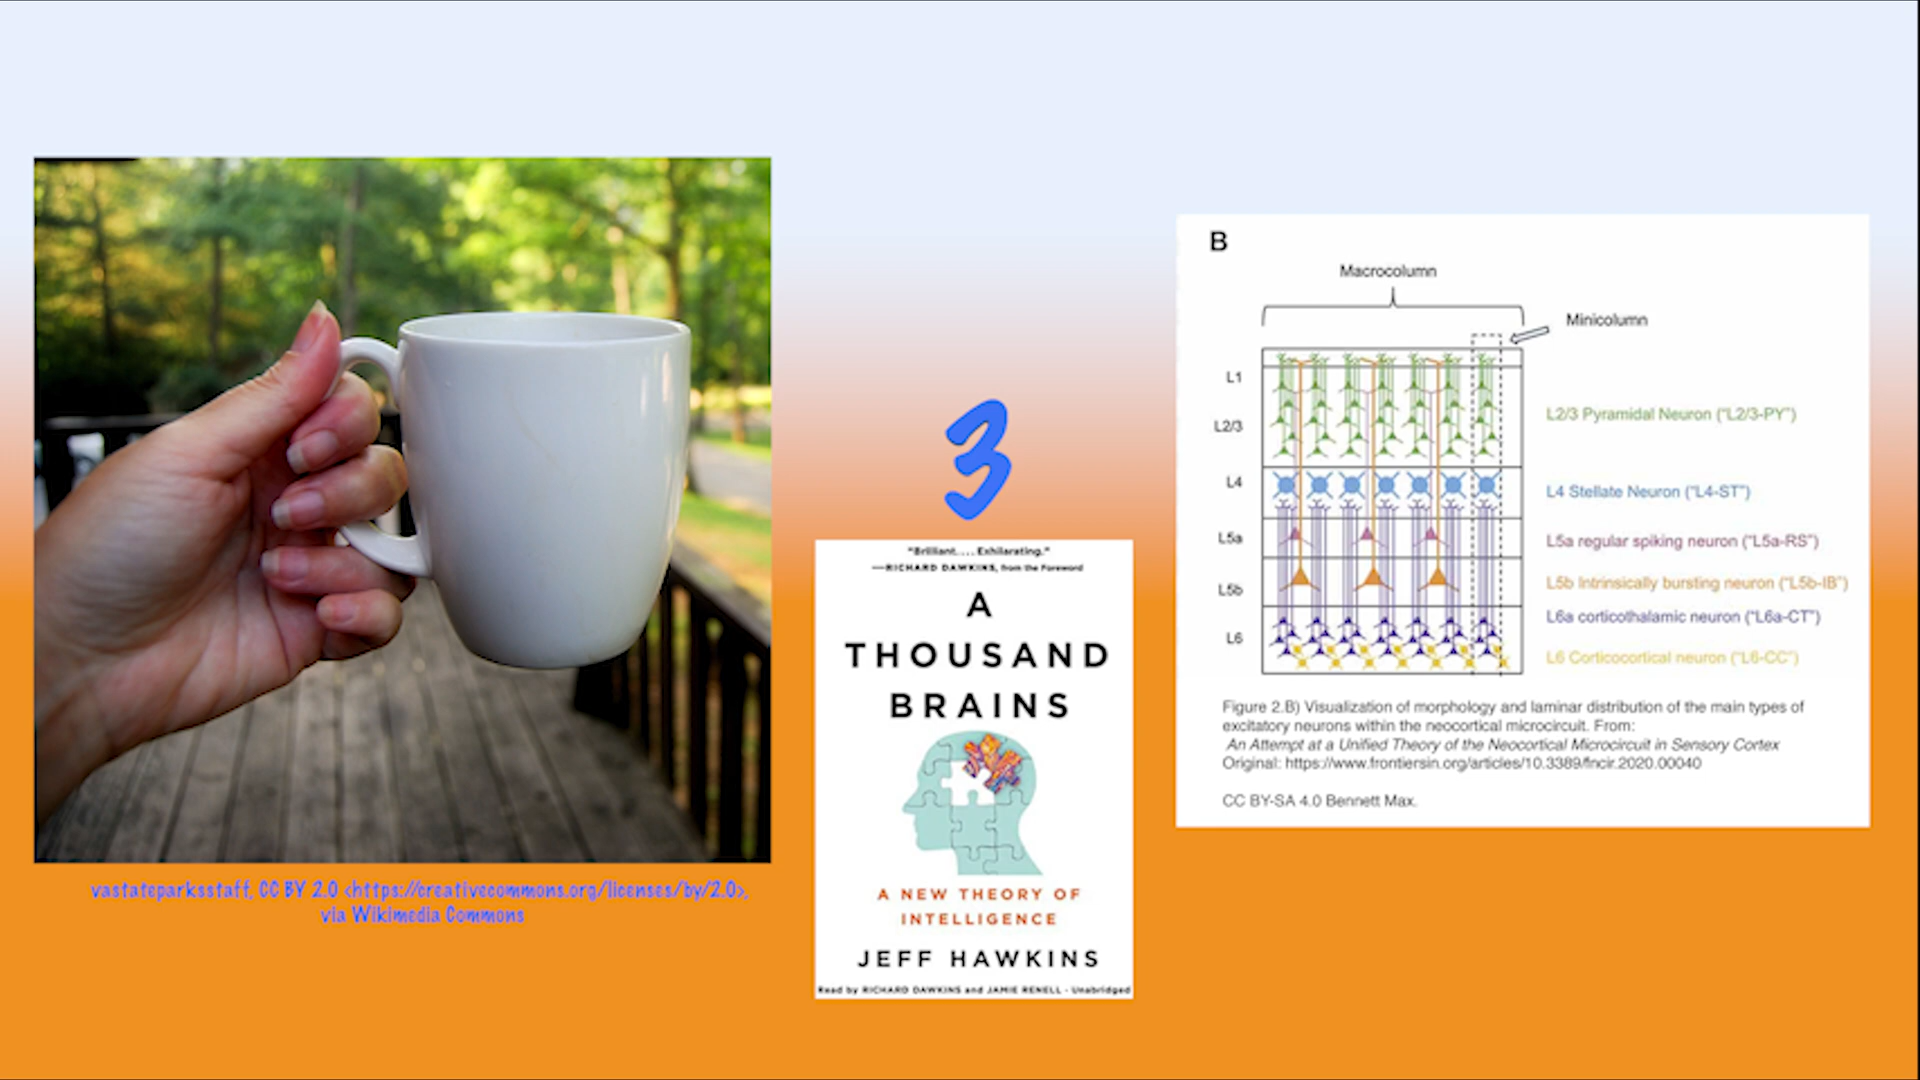 vastateparksstaff, CC BY 2.0 <https://creativecommons.org/licenses/by/2.0>,
via Wikimedia Commons
3
"Brilliant. . . . Exhilarating."
—RICHARD DAWKINS, from the Foreword
A
THOUSAND
BRAINS
A NEW THEORY OF
INTELLIGENCE
JEFF HAWKINS
Read by RICHARD DAWKINS and JAMIE RENELL - Unabridged
B
Macrocolumn
Minicolumn
L1
L2/3
L4
L5a
L5b
L6
L2/3 Pyramidal Neuron ("L2/3-PY")
L4 Stellate Neuron ("L4-ST")
L5a regular spiking neuron ("L5a-RS")
L5b Intrinsically bursting neuron ("L5b-IB")
L6a corticothalamic neuron ("L6a-CT")
L6 Corticocortical neuron ("L6-CC")
Figure 2.B) Visualization of morphology and laminar distribution of the main types of
excitatory neurons within the neocortical microcircuit. From:
An Attempt at a Unified Theory of the Neocortical Microcircuit in Sensory Cortex
Original: https://www.frontiersin.org/articles/10.3389/fncir.2020.00040
CC BY-SA 4.0 Bennett Max.